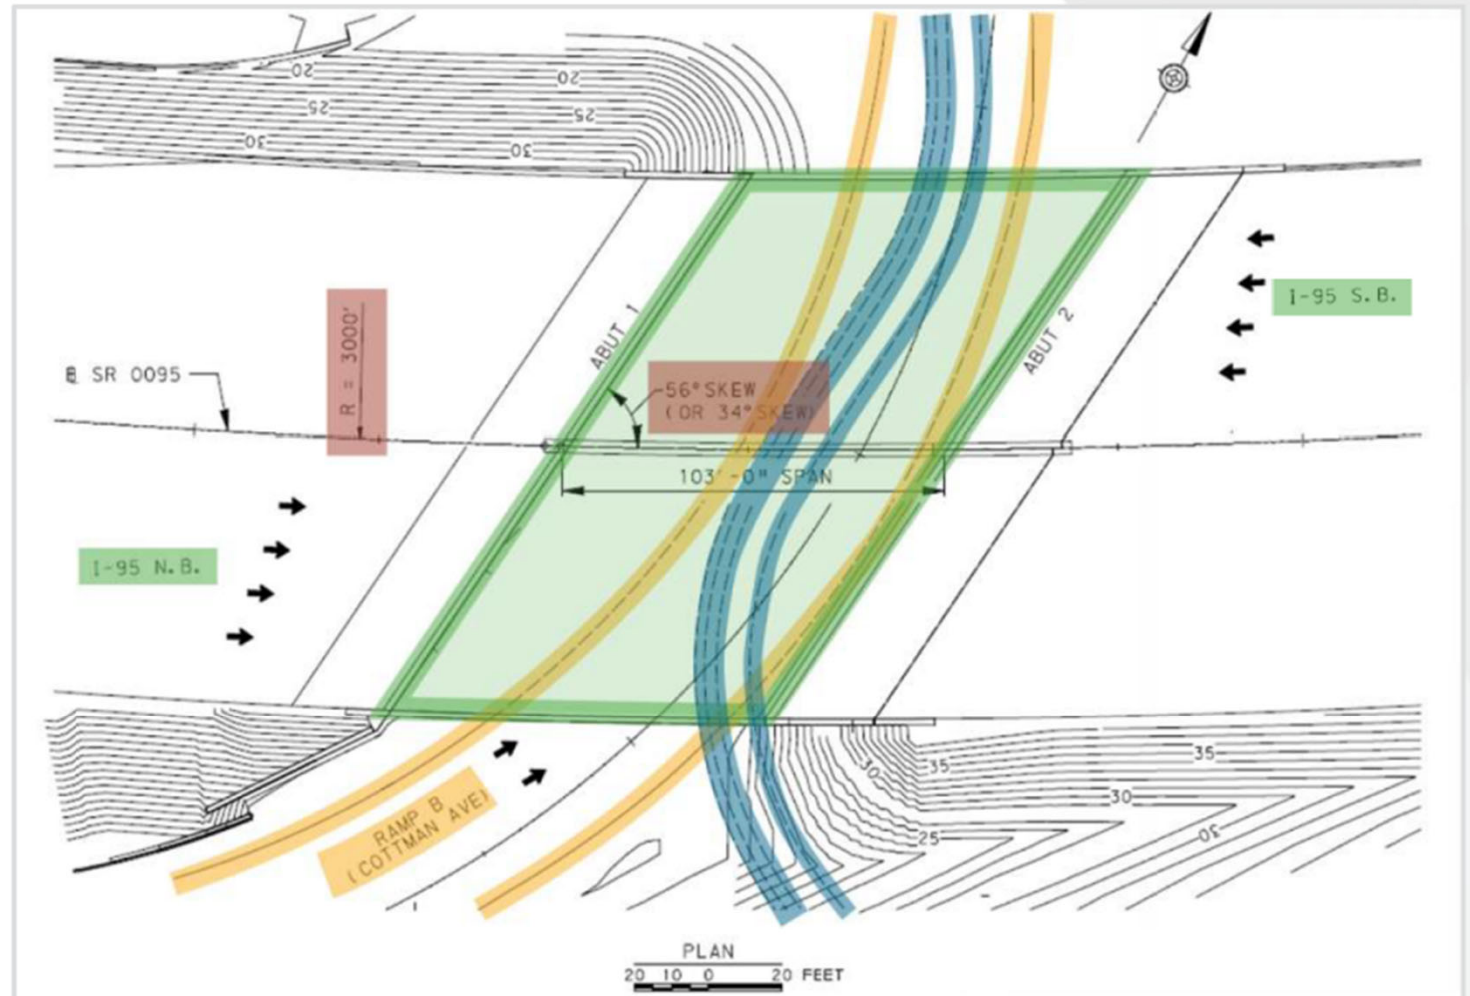 20
20
25
25
30
30
I-95 S.B.
ABUT 1
ABUT 2
R = 3000'
SR 0095
56° SKEW
(OR 34° SKEW)
103'-0" SPAN
I-95 N.B.
35
35
30
30
25
20
RAMP B
(COTTMAN AVE)
PLAN
20 10 0 20 FEET